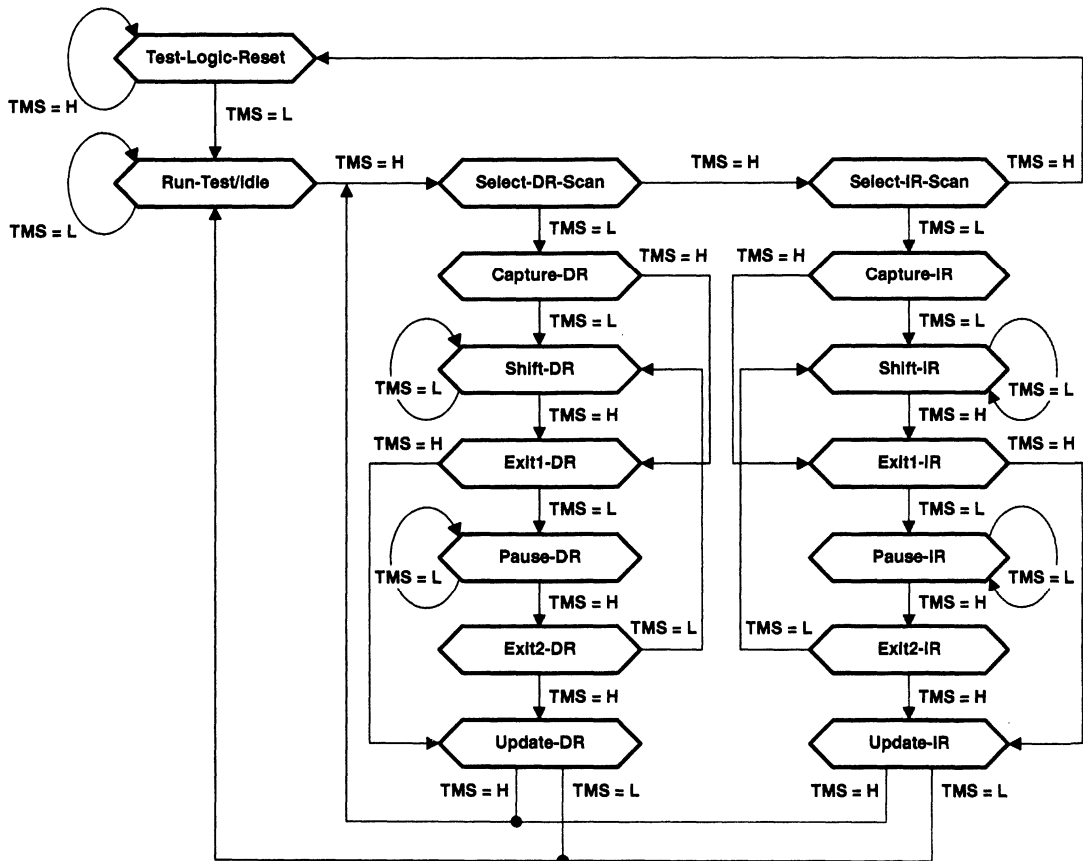 Test-Logic-Reset
TMS = H
TMS = L
Run-Test/Idle
TMS = L
TMS = H
Select-DR-Scan
TMS = H
Select-IR-Scan
TMS = H
TMS = L
TMS = L
Capture-DR
TMS = H
TMS = H
Capture-IR
TMS = L
TMS = L
Shift-DR
TMS = L
Shift-IR
TMS = L
TMS = H
TMS = H
TMS = H
Exit1-DR
Exit1-IR
TMS = H
TMS = L
TMS = L
Pause-DR
TMS = L
Pause-IR
TMS = L
TMS = H
TMS = H
Exit2-DR
TMS = L
TMS = L
Exit2-IR
TMS = H
TMS = H
Update-DR
Update-IR
TMS = H
TMS = L
TMS = H
TMS = L